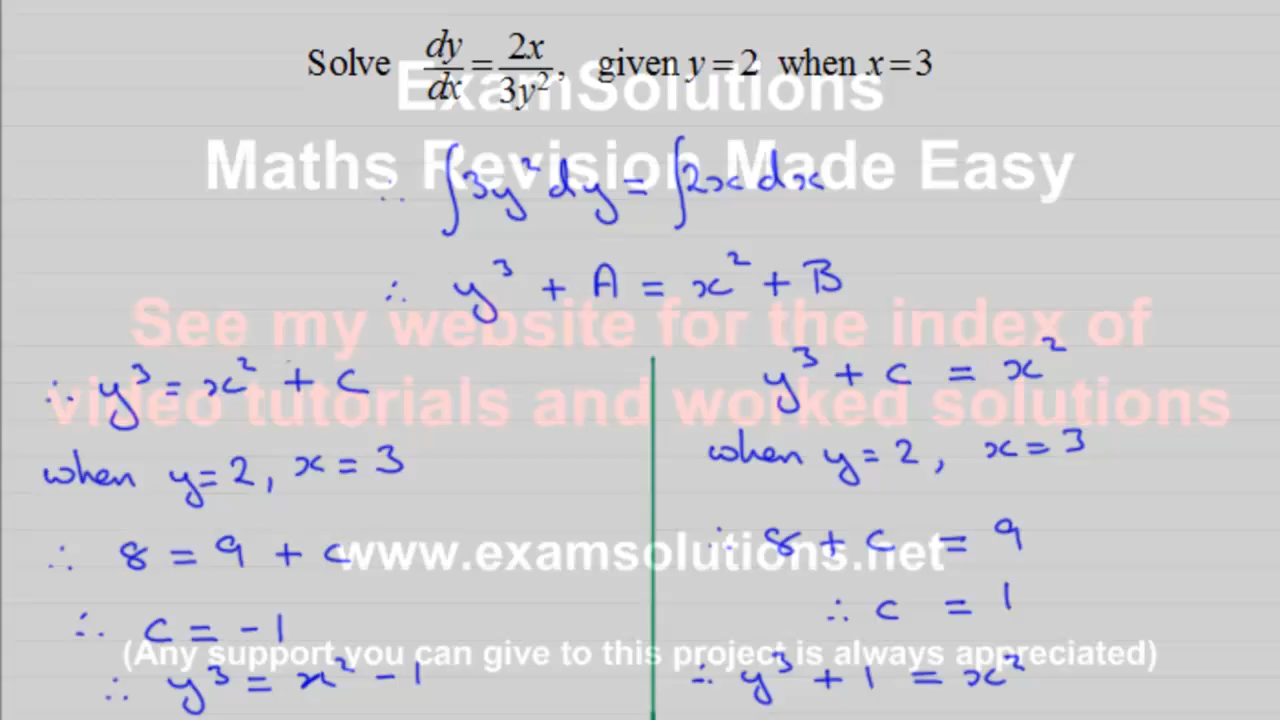 Solve dy/dx = 2x/3y², given y = 2 when x = 3
ExamSolutions
Maths Revision Made Easy
∴ ∫3y² dy = ∫2x dx
∴ y³ + A = x² + B
See my website for the index of
video tutorials and worked solutions
∴ y³ = x² + c
when y = 2, x = 3
∴ 8 = 9 + c
∴ c = -1
∴ y³ = x² - 1
y³ + c = x²
when y = 2, x = 3
∴ 8 + c = 9
∴ c = 1
∴ y³ + 1 = x²
www.examsolutions.net
(Any support you can give to this project is always appreciated)